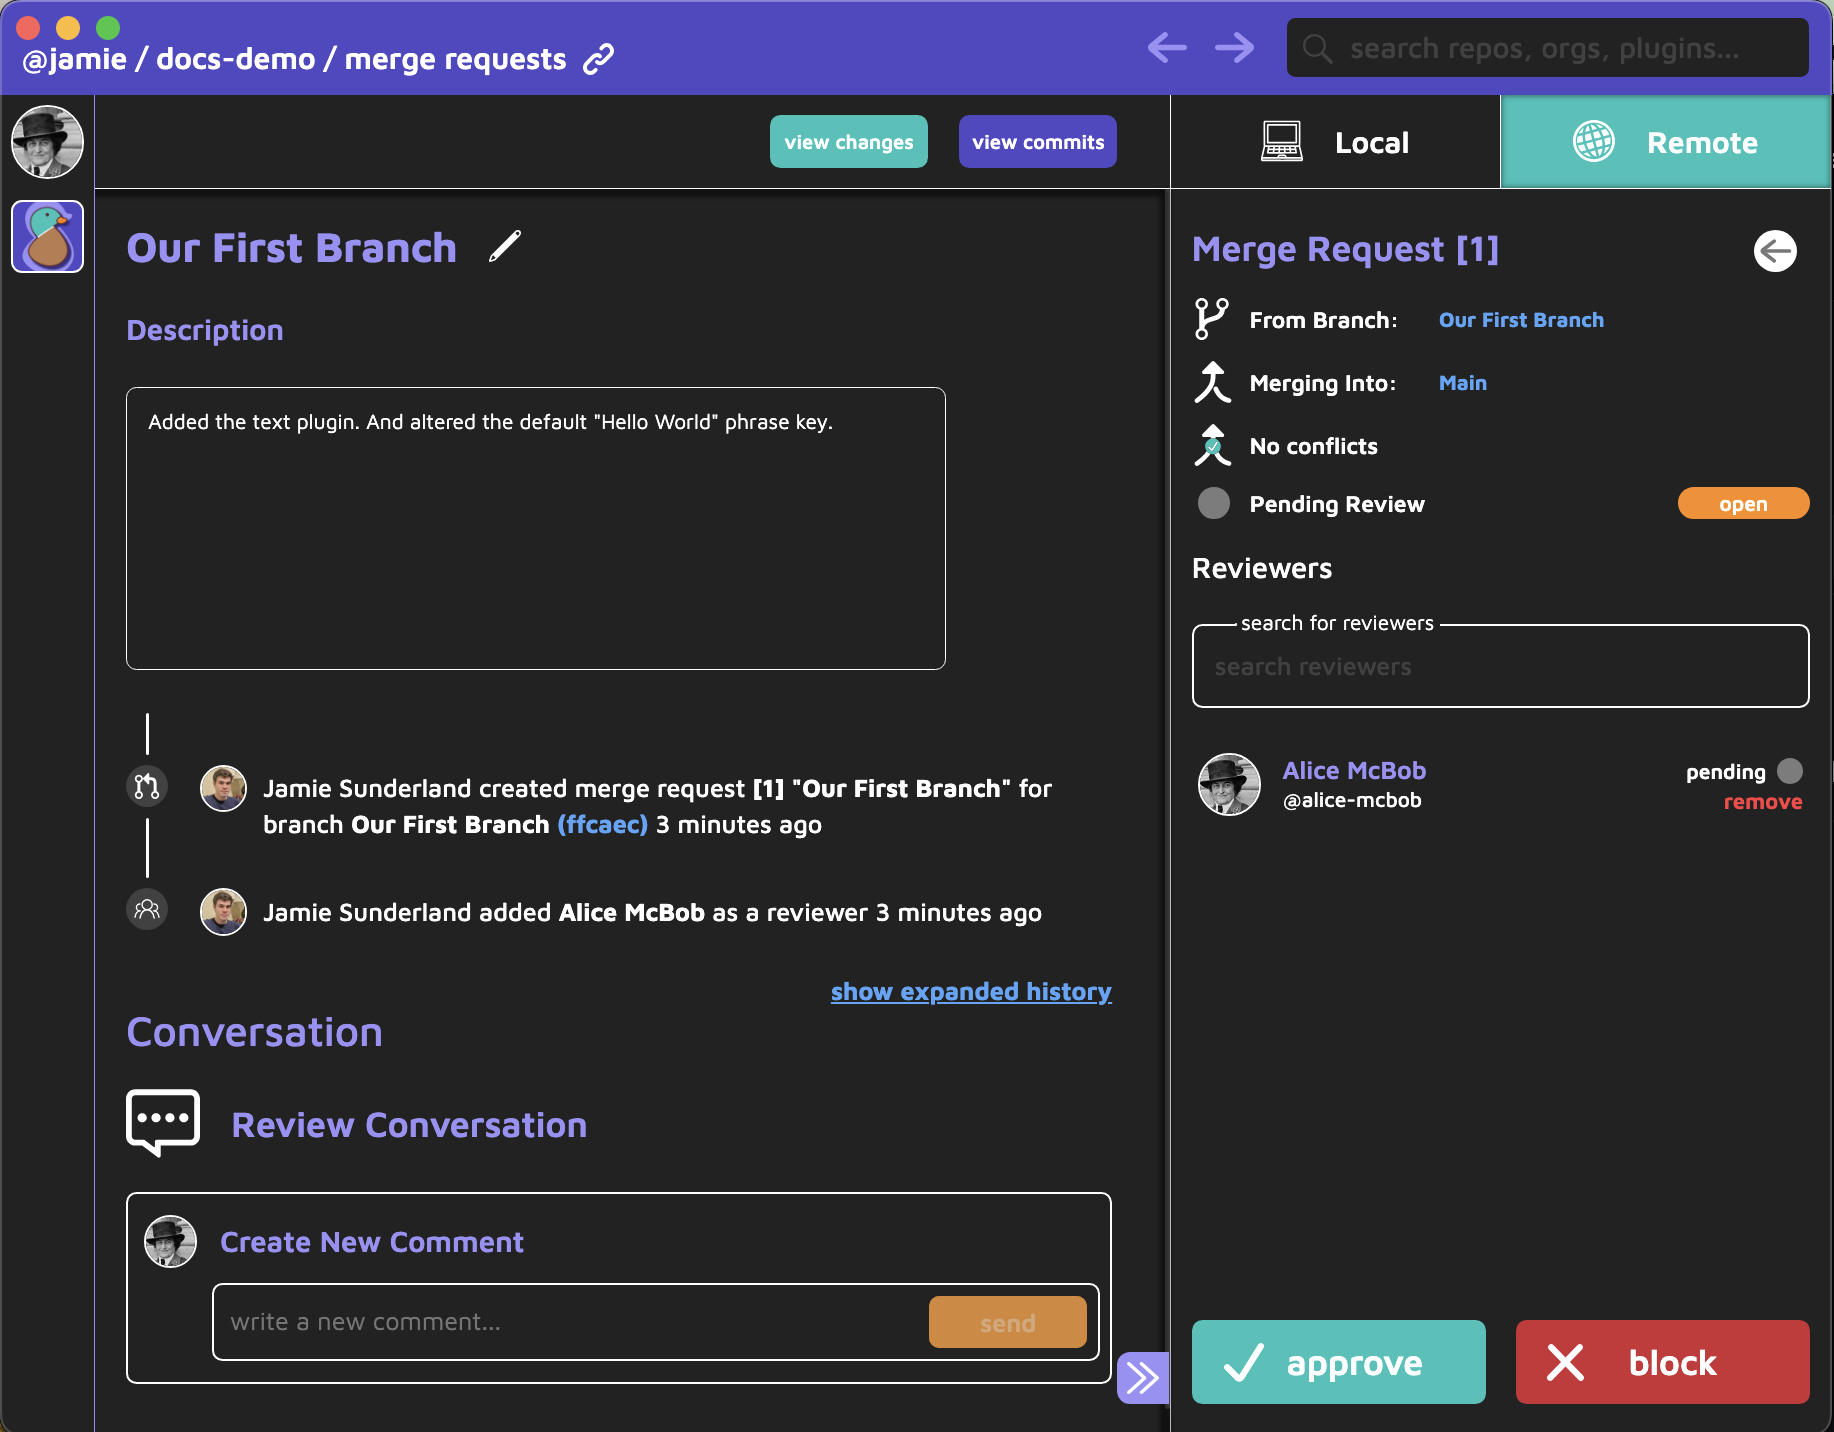 @jamie / docs-demo / merge requests
search repos, orgs, plugins...
view changes
view commits
Local
Remote
Our First Branch
Description
Added the text plugin. And altered the default "Hello World" phrase key.
Jamie Sunderland created merge request [1] "Our First Branch" for
branch Our First Branch (ffcaec) 3 minutes ago
Jamie Sunderland added Alice McBob as a reviewer 3 minutes ago
show expanded history
Conversation
Review Conversation
Create New Comment
write a new comment...
send
Merge Request [1]
From Branch: Our First Branch
Merging Into: Main
No conflicts
Pending Review
open
Reviewers
search for reviewers
search reviewers
Alice McBob
@alice-mcbob
pending
remove
approve
block